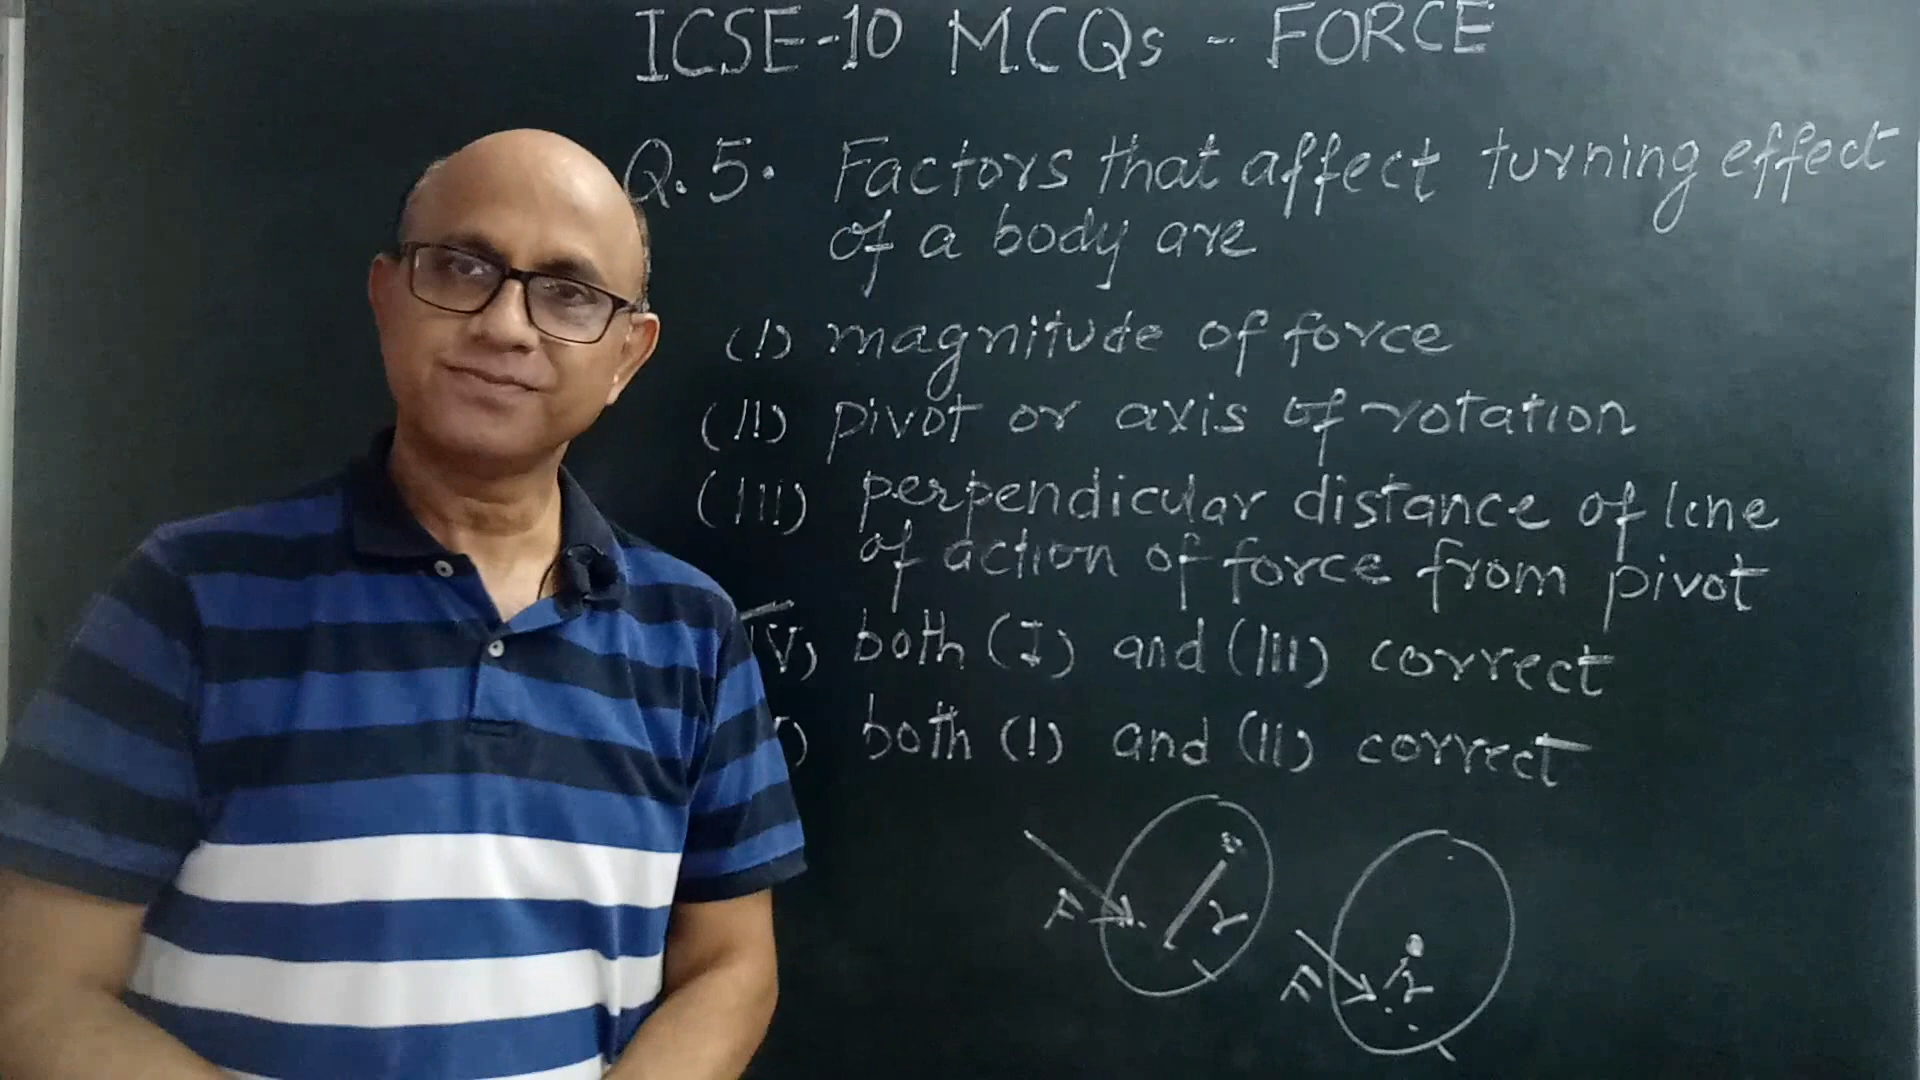 ICSE-10 MCQs - FORCE
Q.5. Factors that affect turning effect
of a body are
(I) magnitude of force
(II) pivot or axis of rotation
(III) perpendicular distance of line
of action of force from pivot
IV) both (I) and (III) correct
) both (I) and (II) correct
F r
F r